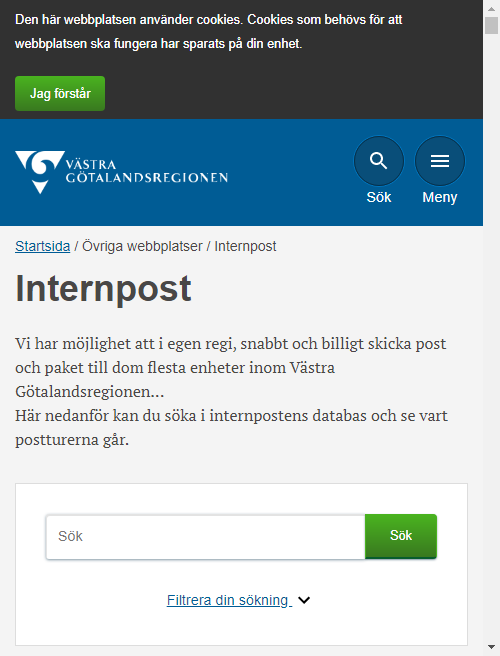 Den här webbplatsen använder cookies. Cookies som behövs för att
webbplatsen ska fungera har sparats på din enhet.
Jag förstår
VÄSTRA
GÖTALANDSREGIONEN
Sök
Meny
Startsida / Övriga webbplatser / Internpost
Internpost
Vi har möjlighet att i egen regi, snabbt och billigt skicka post
och paket till dom flesta enheter inom Västra
Götalandsregionen...
Här nedanför kan du söka i internpostens databas och se vart
postturerna går.
Sök
Sök
Filtrera din sökning